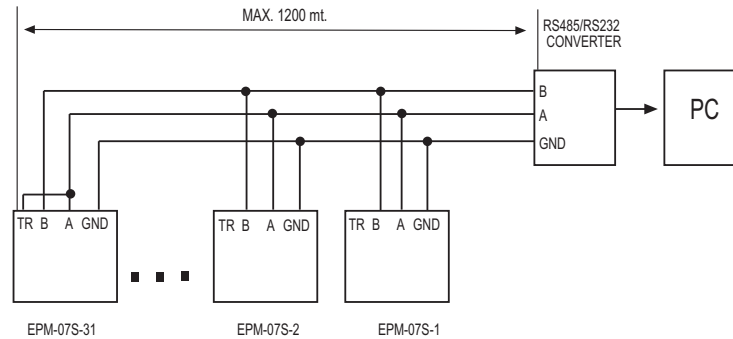 MAX. 1200 mt.
RS485/RS232
CONVERTER
B
A
GND
PC
TR B A GND
TR B A GND
TR B A GND
EPM-07S-31
EPM-07S-2
EPM-07S-1